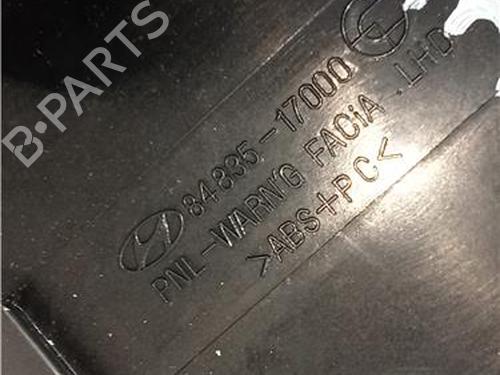 B-PARTS
84835-17000
PNL-WARN'G FACiA .LHD
>ABS+PC<